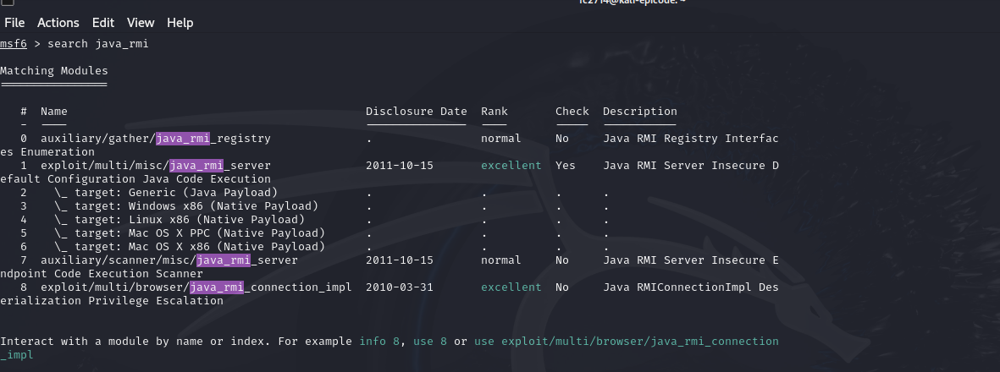 rc2714@kali-epicode: ~
File Actions Edit View Help
msf6 > search java_rmi
Matching Modules
================
# Name Disclosure Date Rank Check Description
- ---- --------------- ---- ----- -----------
0 auxiliary/gather/java_rmi_registry . normal No Java RMI Registry Interfac
es Enumeration
1 exploit/multi/misc/java_rmi_server 2011-10-15 excellent Yes Java RMI Server Insecure D
efault Configuration Java Code Execution
2 \_ target: Generic (Java Payload) . . . .
3 \_ target: Windows x86 (Native Payload) . . . .
4 \_ target: Linux x86 (Native Payload) . . . .
5 \_ target: Mac OS X PPC (Native Payload) . . . .
6 \_ target: Mac OS X x86 (Native Payload) . . . .
7 auxiliary/scanner/misc/java_rmi_server 2011-10-15 normal No Java RMI Server Insecure E
ndpoint Code Execution Scanner
8 exploit/multi/browser/java_rmi_connection_impl 2010-03-31 excellent No Java RMIConnectionImpl Des
erialization Privilege Escalation
Interact with a module by name or index. For example info 8, use 8 or use exploit/multi/browser/java_rmi_connection
_impl